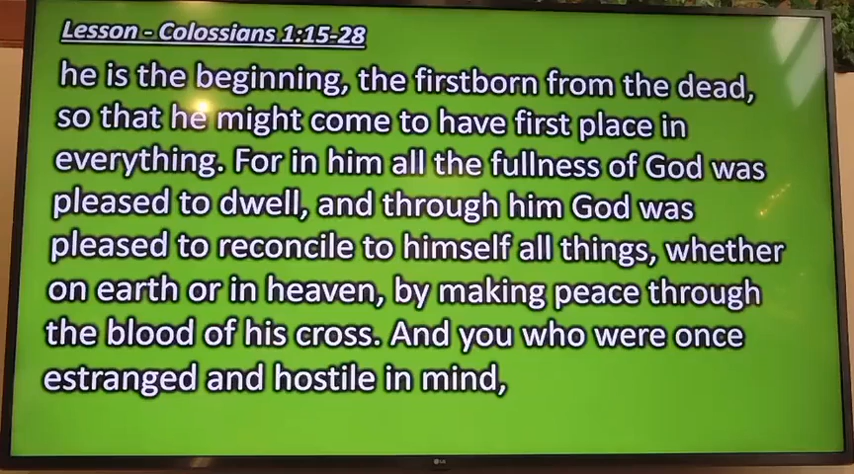 Lesson - Colossians 1:15-28
he is the beginning, the firstborn from the dead,
so that he might come to have first place in
everything. For in him all the fullness of God was
pleased to dwell, and through him God was
pleased to reconcile to himself all things, whether
on earth or in heaven, by making peace through
the blood of his cross. And you who were once
estranged and hostile in mind,
LG